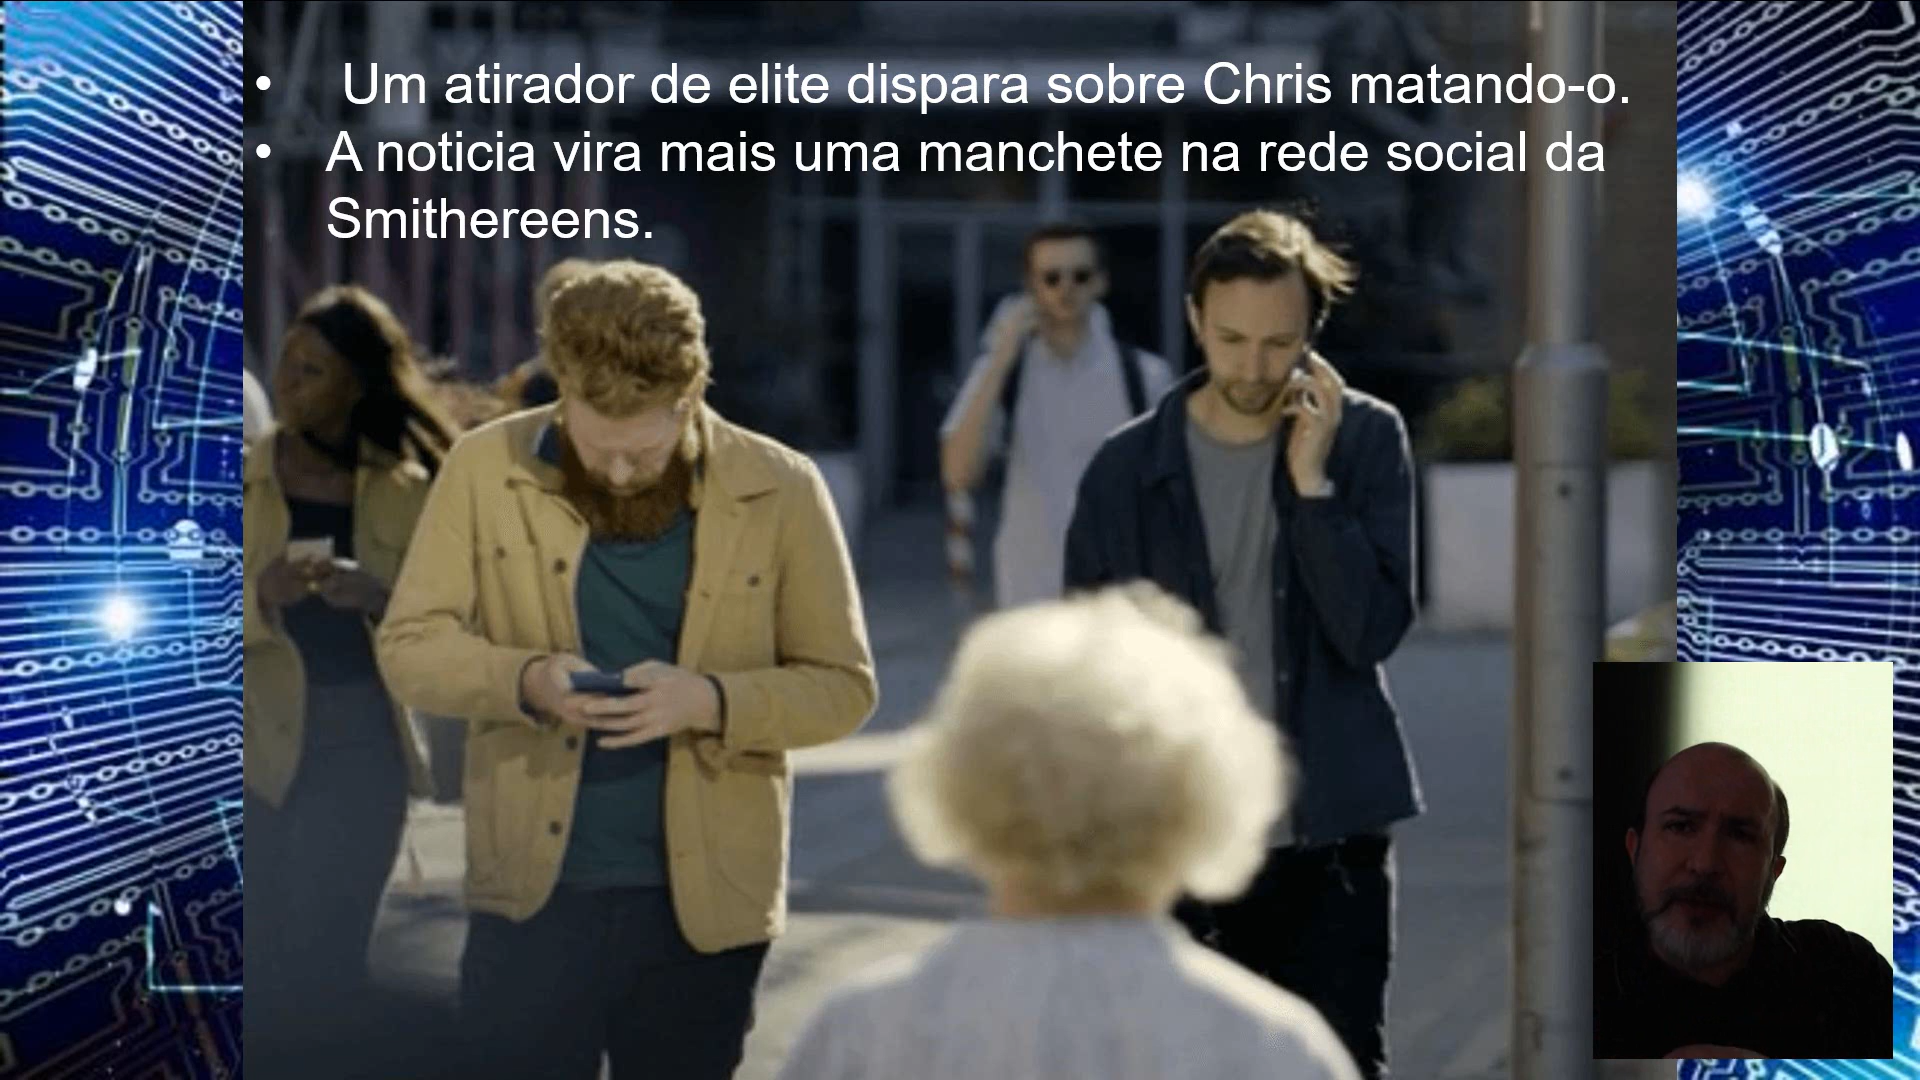 • Um atirador de elite dispara sobre Chris matando-o.
• A noticia vira mais uma manchete na rede social da
Smithereens.